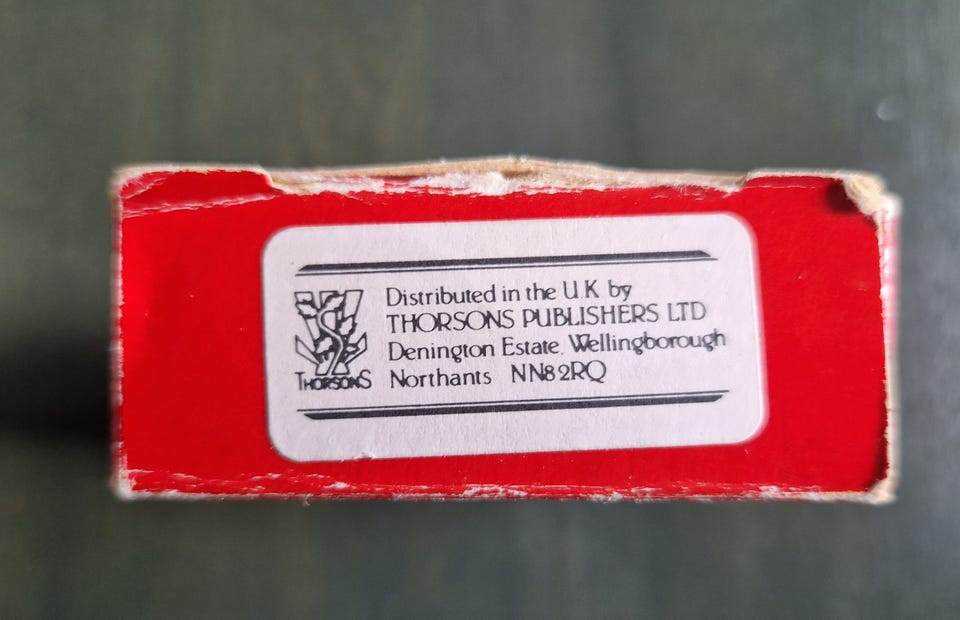 Distributed in the U.K by
THORSONS PUBLISHERS LTD
Denington Estate, Wellingborough
Northants NN8 2RQ
THORSONS